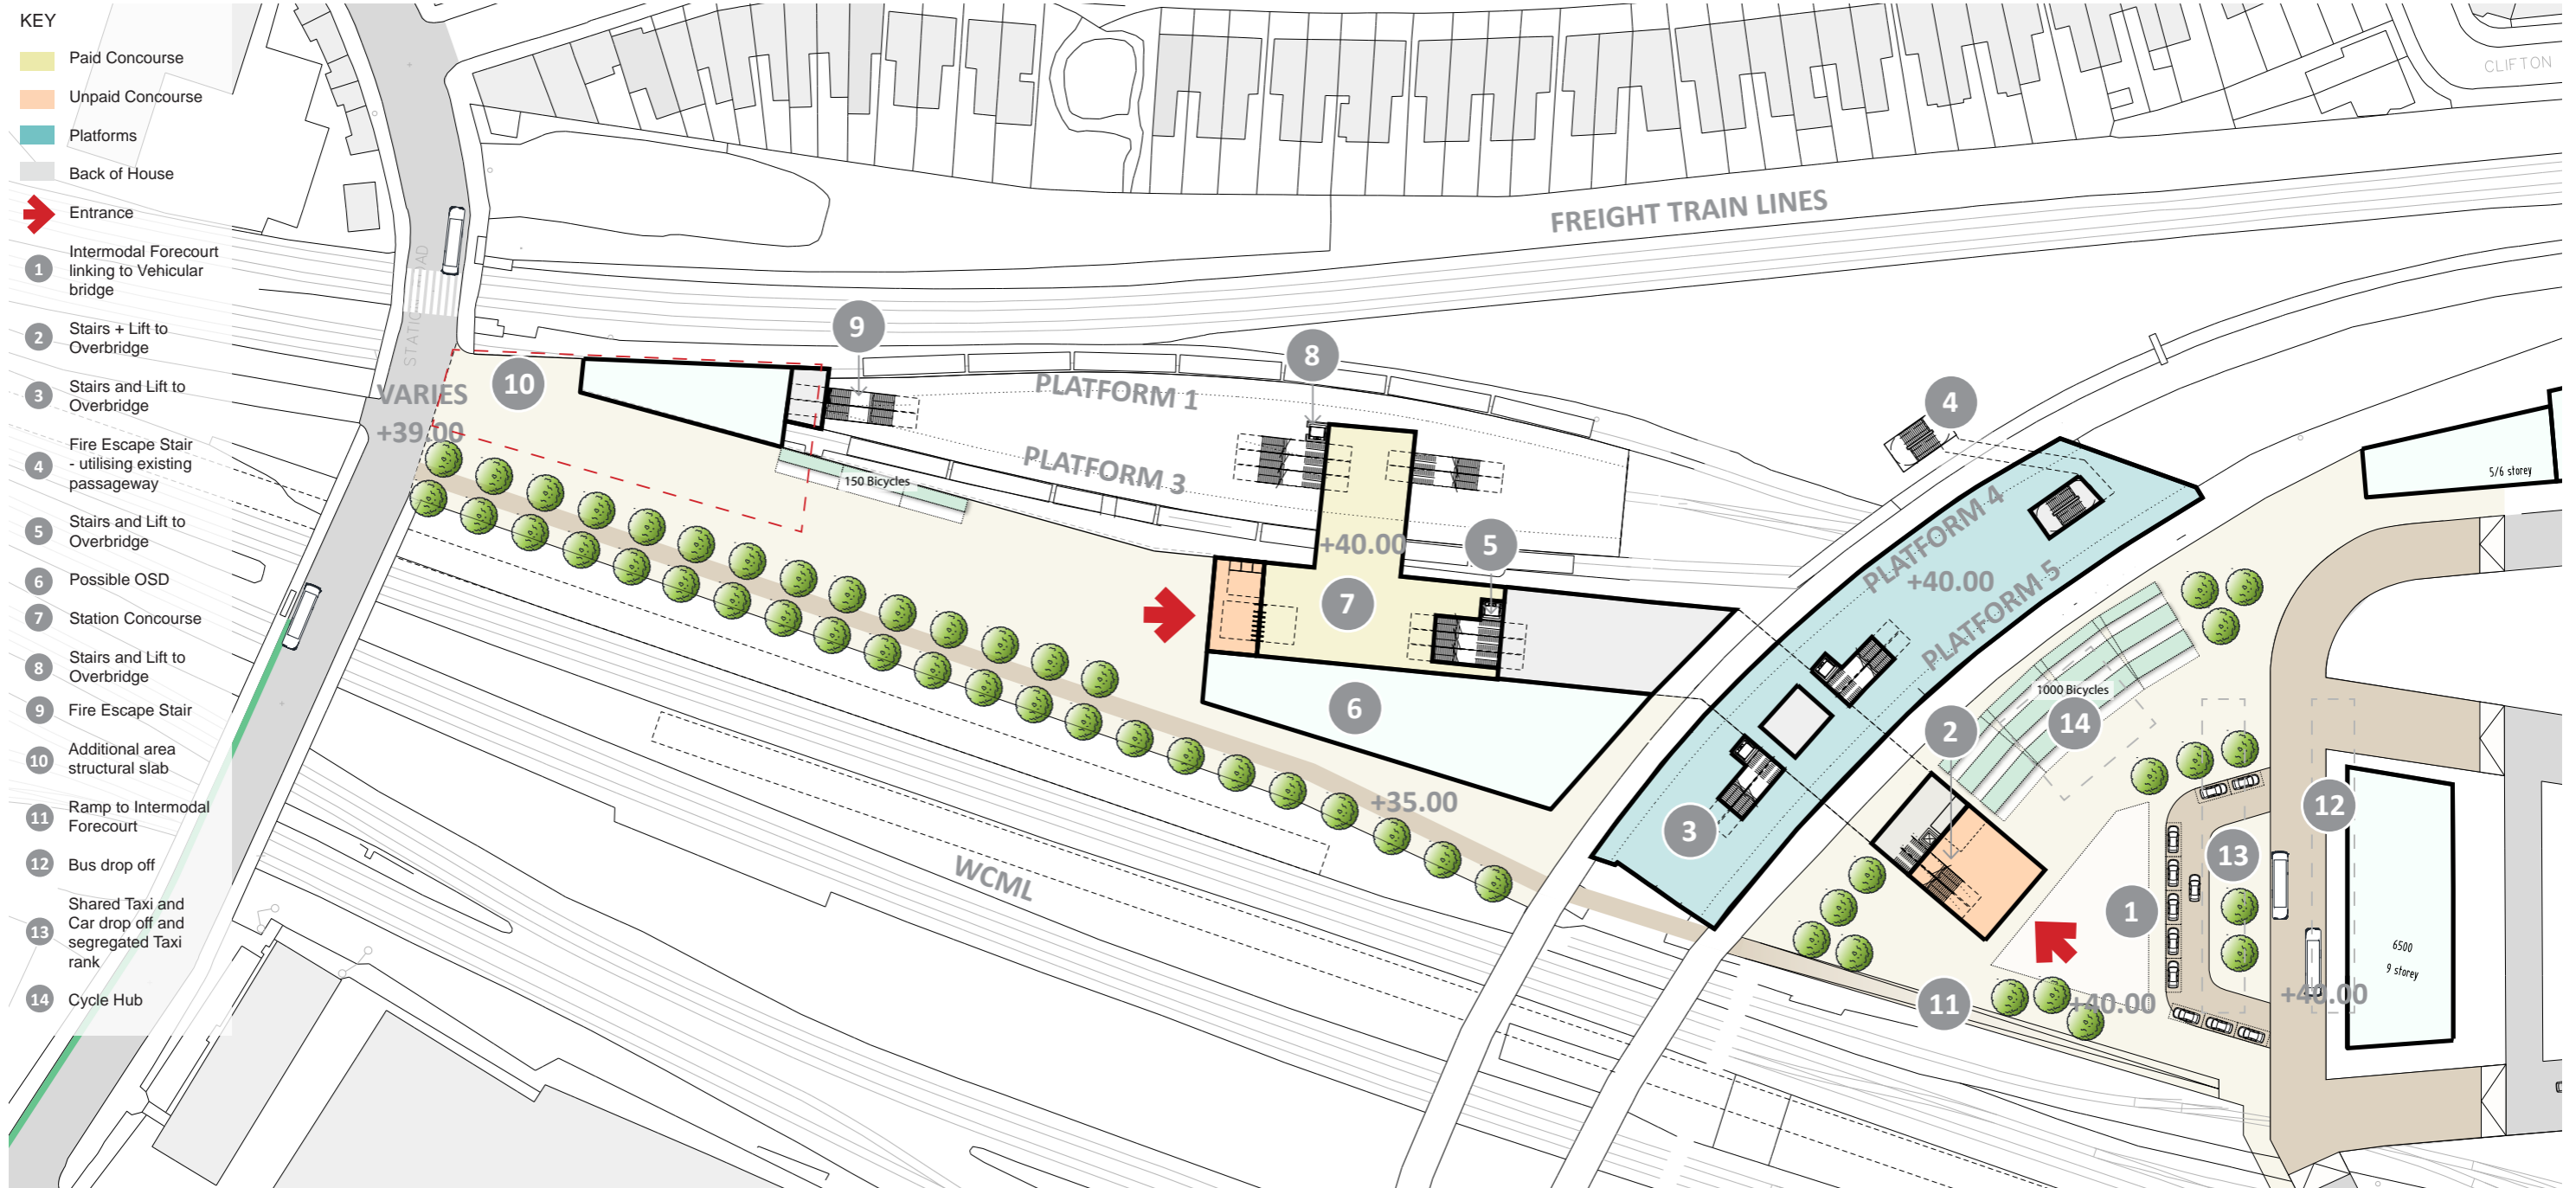 KEY
Paid Concourse
Unpaid Concourse
Platforms
Back of House
Entrance
1
Intermodal Forecourt
linking to Vehicular
bridge
2
Stairs + Lift to
Overbridge
3
Stairs and Lift to
Overbridge
4
Fire Escape Stair
- utilising existing
passageway
5
Stairs and Lift to
Overbridge
6
Possible OSD
7
Station Concourse
8
Stairs and Lift to
Overbridge
9
Fire Escape Stair
10
Additional area
structural slab
11
Ramp to Intermodal
Forecourt
12
Bus drop off
13
Shared Taxi and
Car drop off and
segregated Taxi
rank
14
Cycle Hub
CLIFTON
FREIGHT TRAIN LINES
9
8
10
VARIES
+39.00
PLATFORM 1
PLATFORM 3
150 Bicycles
4
5/6 storey
+40.00
5
7
6
PLATFORM 4
+40.00
PLATFORM 5
1000 Bicycles
14
2
3
+35.00
WCML
12
13
1
11
+40.00
+40.00
6500
9 storey